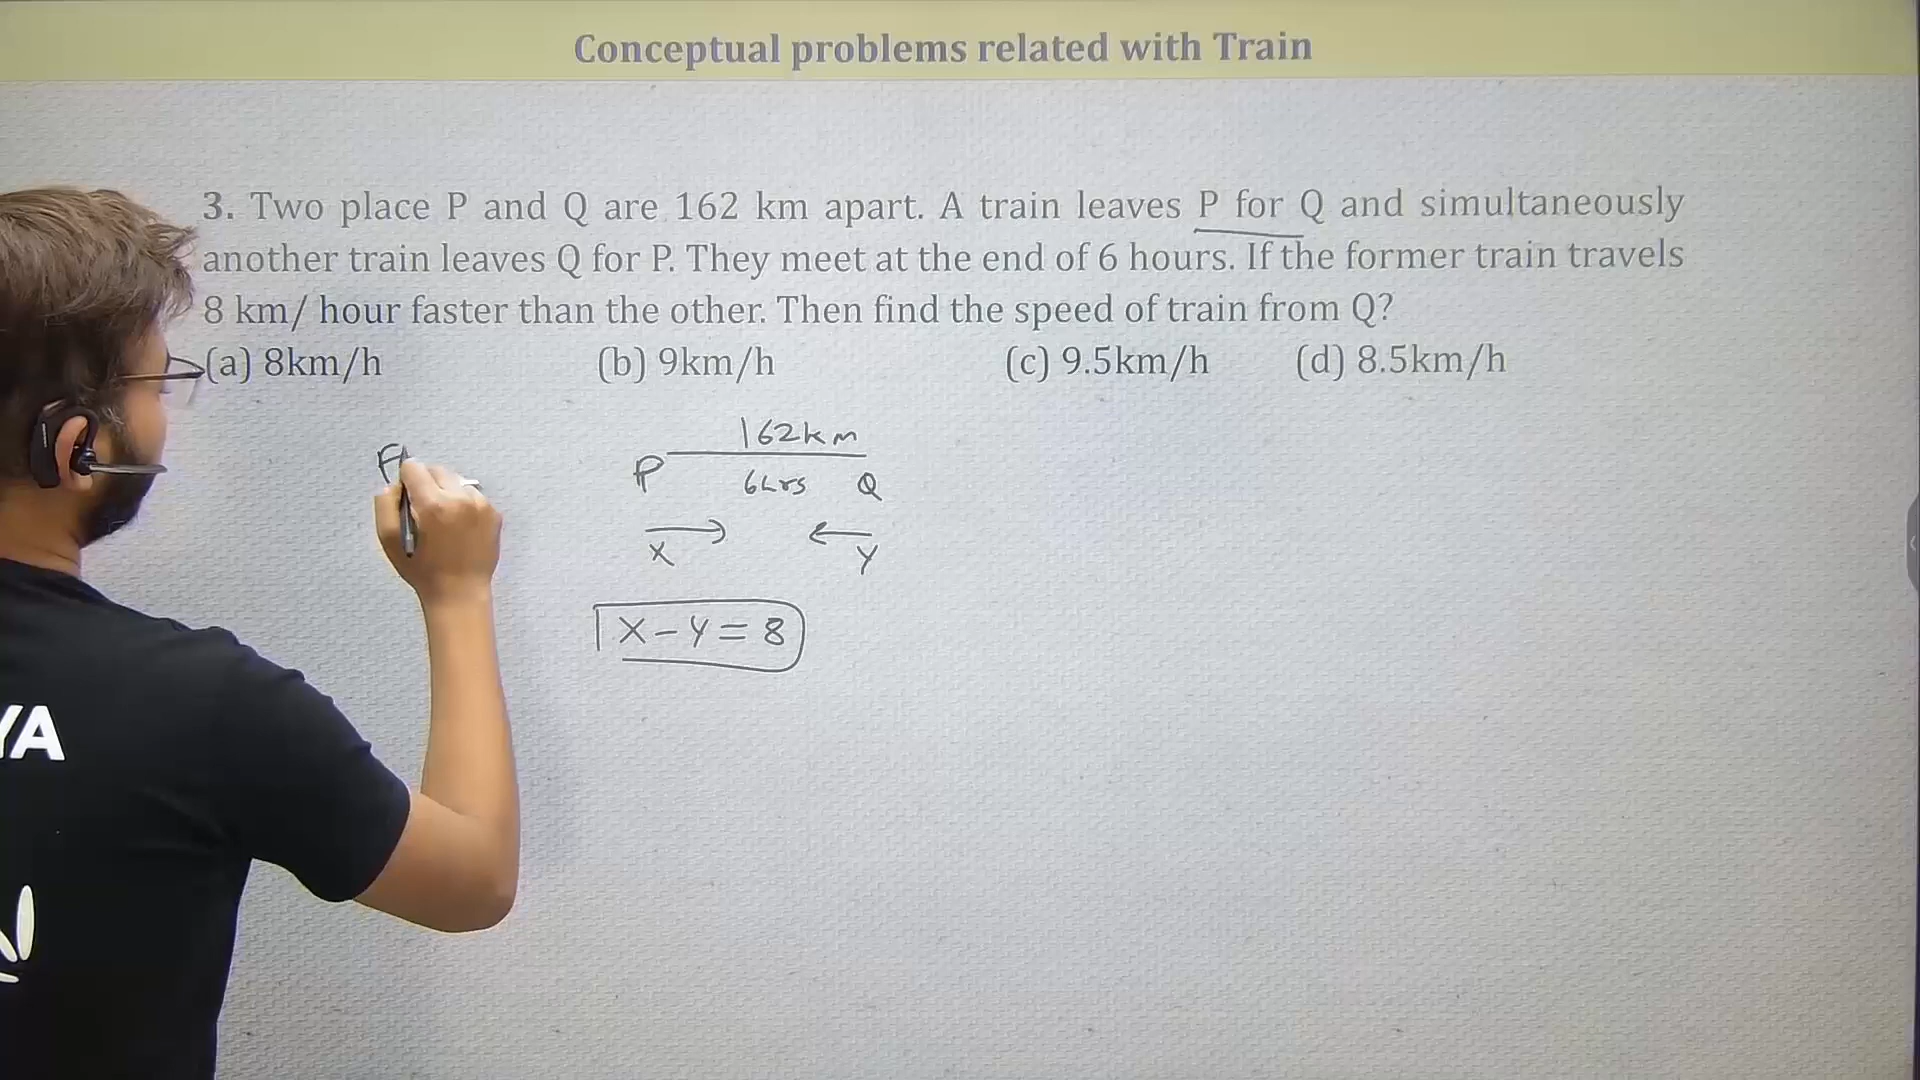 Conceptual problems related with Train
3. Two place P and Q are 162 km apart. A train leaves P for Q and simultaneously
another train leaves Q for P. They meet at the end of 6 hours. If the former train travels
8 km/ hour faster than the other. Then find the speed of train from Q?
(a) 8km/h (b) 9km/h (c) 9.5km/h (d) 8.5km/h
162km
P 6hrs Q
X Y
X - Y = 8
YA